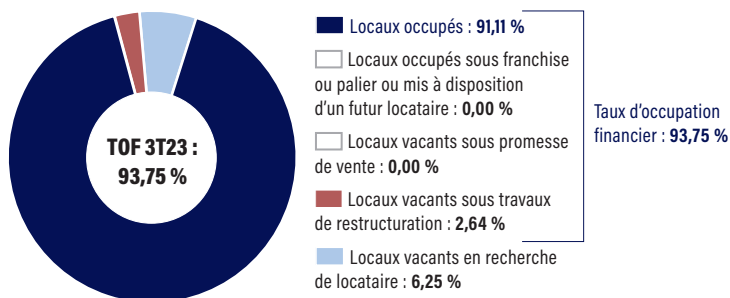 TOF 3T23 :
93,75 %
Locaux occupés : 91,11 %
Locaux occupés sous franchise
ou palier ou mis à disposition
d'un futur locataire : 0,00 %
Locaux vacants sous promesse
de vente : 0,00 %
Locaux vacants sous travaux
de restructuration : 2,64 %
Locaux vacants en recherche
de locataire : 6,25 %
Taux d'occupation
financier : 93,75 %